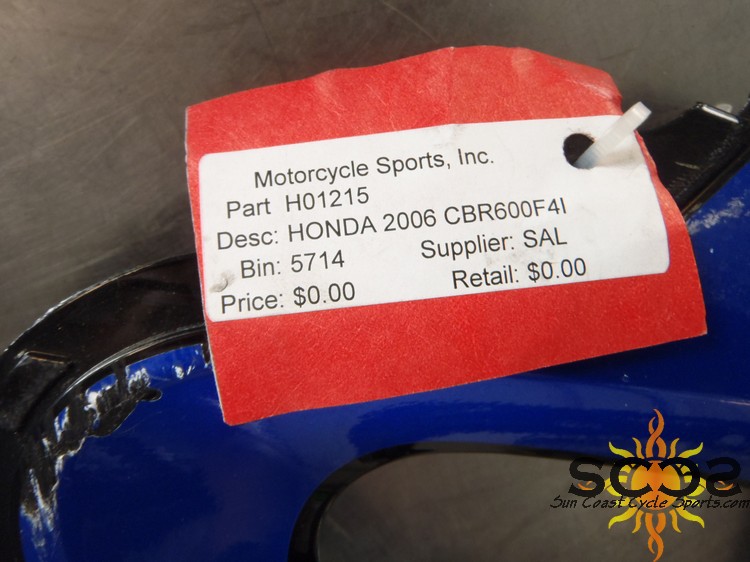 Motorcycle Sports, Inc.
Part H01215
Desc: HONDA 2006 CBR600F4I
Bin: 5714 Supplier: SAL
Price: $0.00 Retail: $0.00
SCCS
Sun Coast Cycle Sports.com